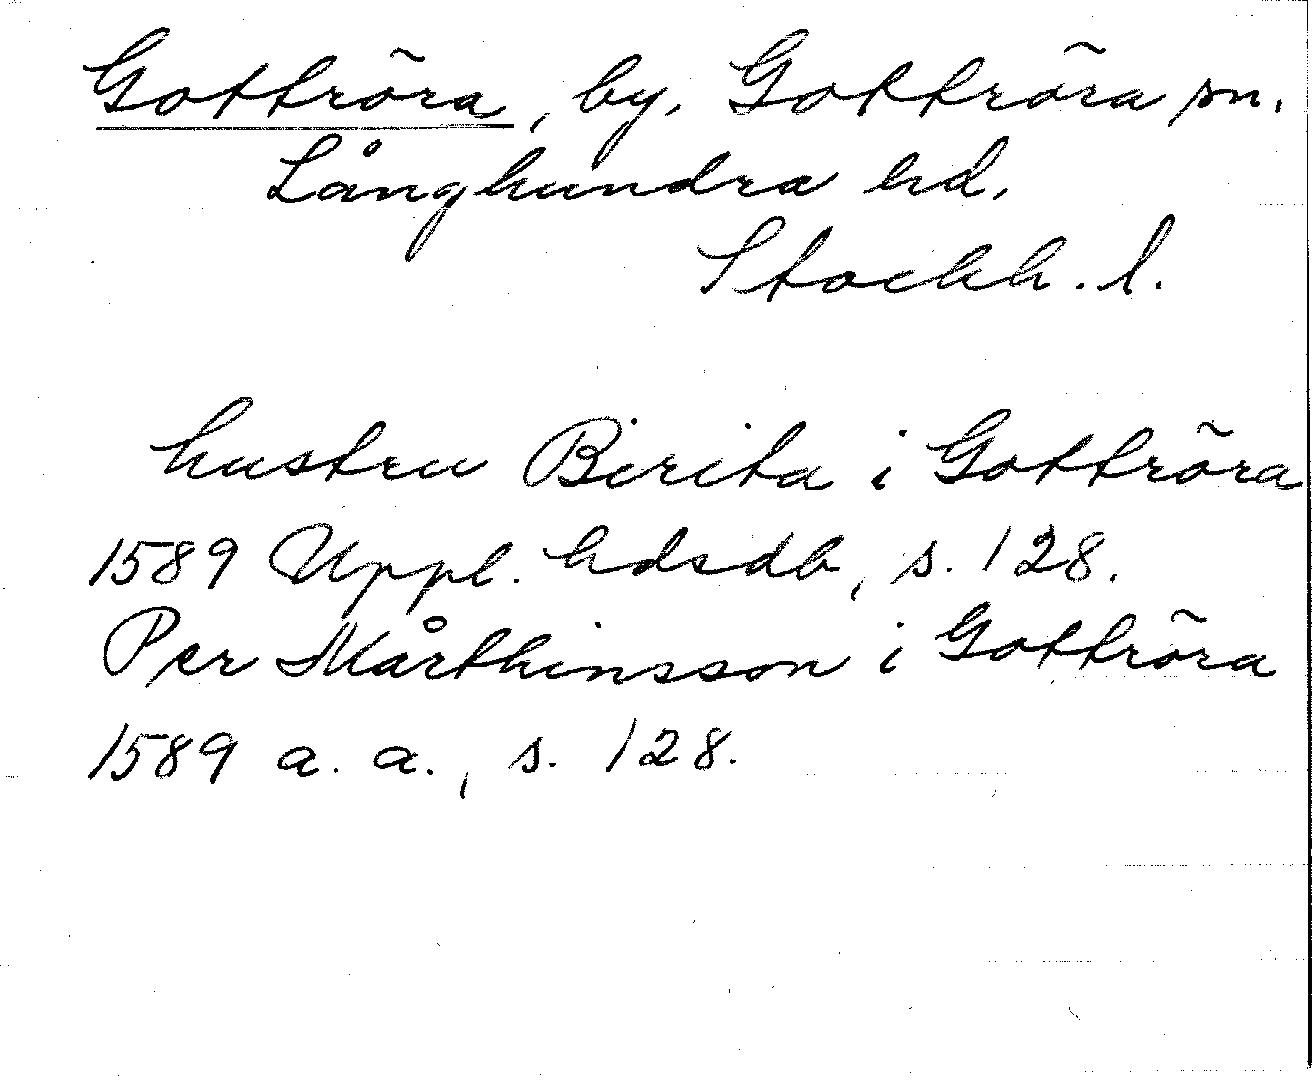 Gottröra, by, Gottröra sn.
Långhundra hd.
Stockh. l.
hustru Birita i Gottröra
1589 Uppl. hdsdb, s. 128.
Per Mårthinsson i Gottröra
1589 a. a., s. 128.